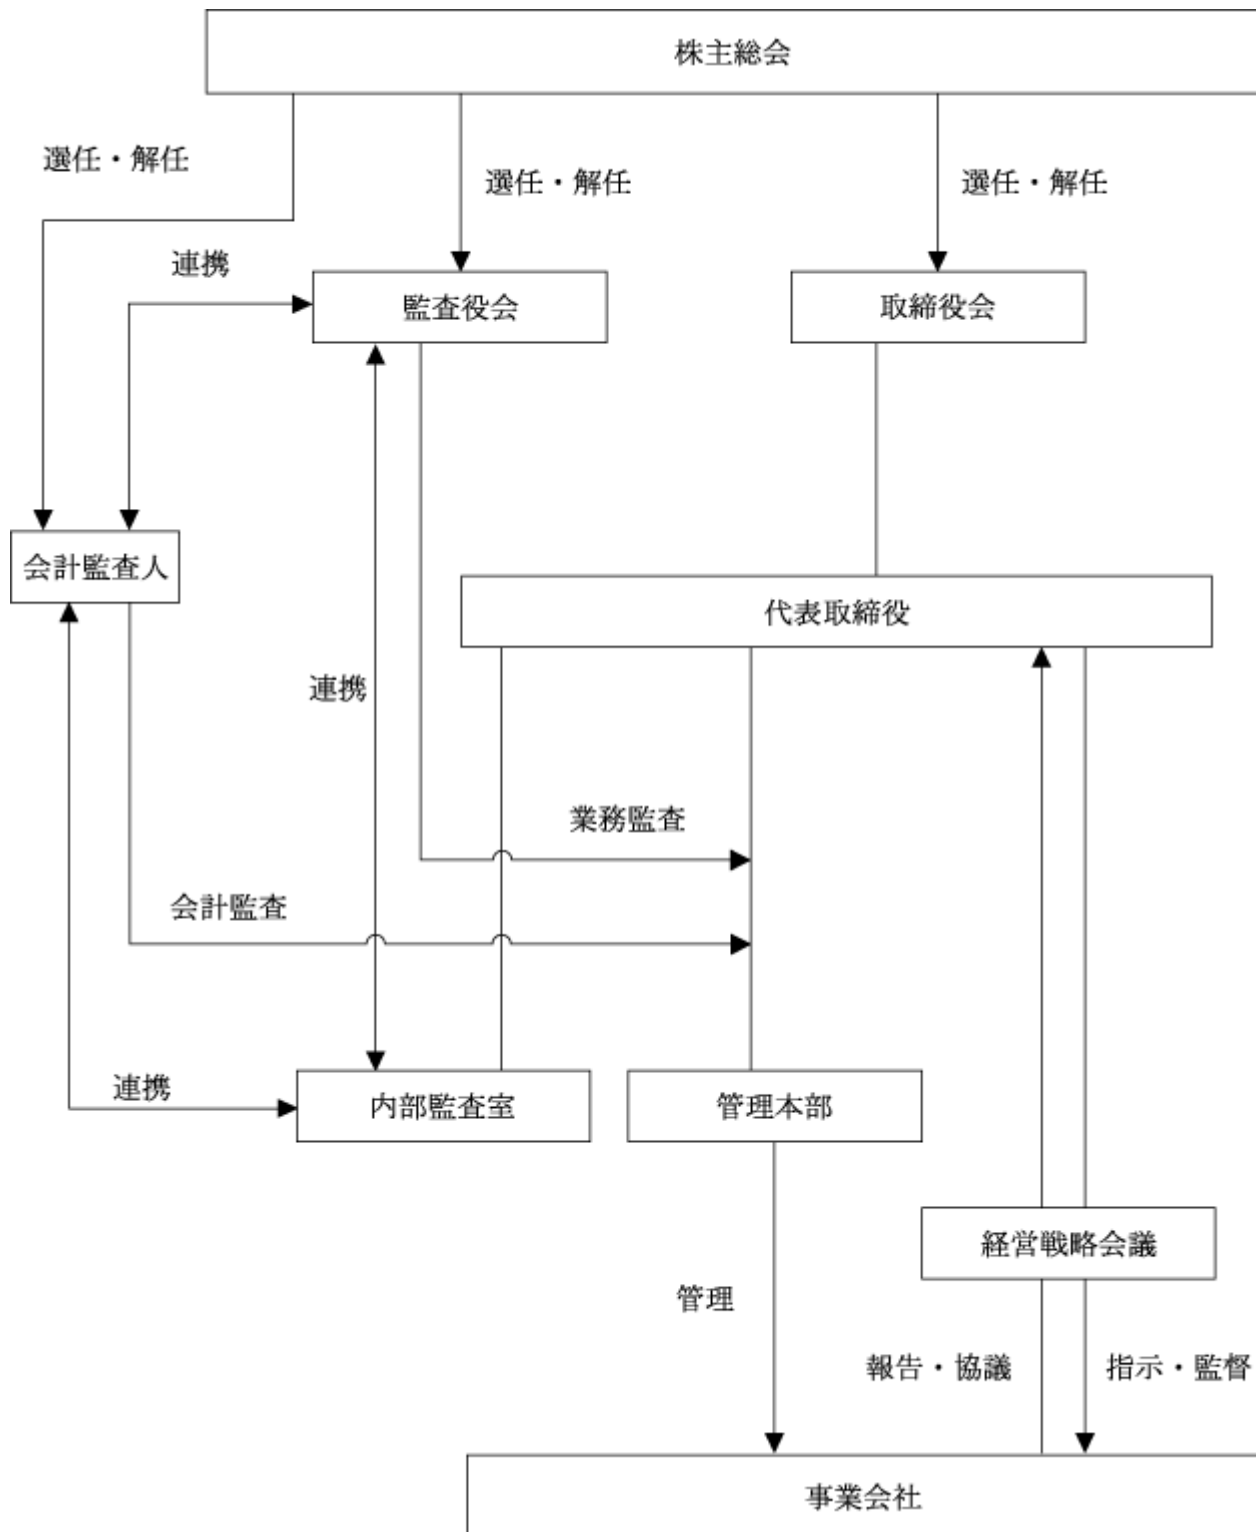 株主総会
選任・解任
選任・解任
選任・解任
連携
監査役会
取締役会
会計監査人
代表取締役
連携
業務監査
会計監査
連携
内部監査室
管理本部
経営戦略会議
管理
報告・協議
指示・監督
事業会社